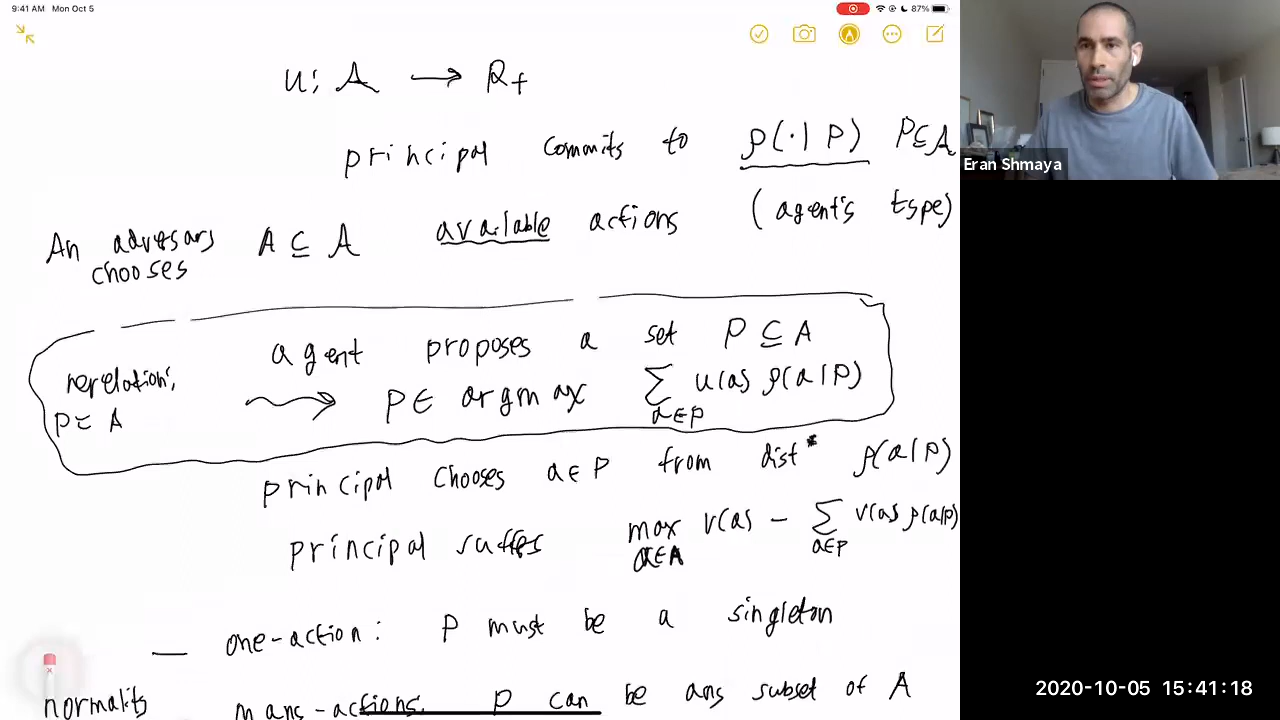 9:41 AM Mon Oct 5
87%
u: A → R+
principal commits to ρ(·|P) P⊆A
Eran Shmaya
An adversary chooses A ⊆ A available actions (agent's type)
agent proposes a set P ⊆ A
P ⊆ A
P ∈ argmax ∑ u(a) ρ(a|P)
a∈P
principal chooses a∈P from dist ρ(a|P)
principal suffers max v(a) - ∑ v(a) ρ(a|P)
a∈A a∈P
one-action: P must be a singleton
normality many-actions: P can be any subset of A
2020-10-05 15:41:18